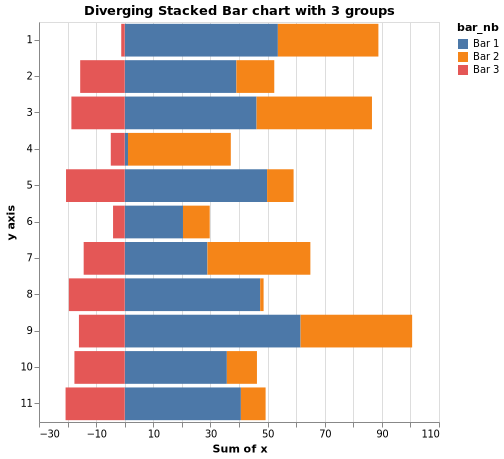 Diverging Stacked Bar chart with 3 groups
bar_nb
Bar 1
Bar 2
Bar 3
y axis
1
2
3
4
5
6
7
8
9
10
11
−30 −10 10 30 50 70 90 110
Sum of x